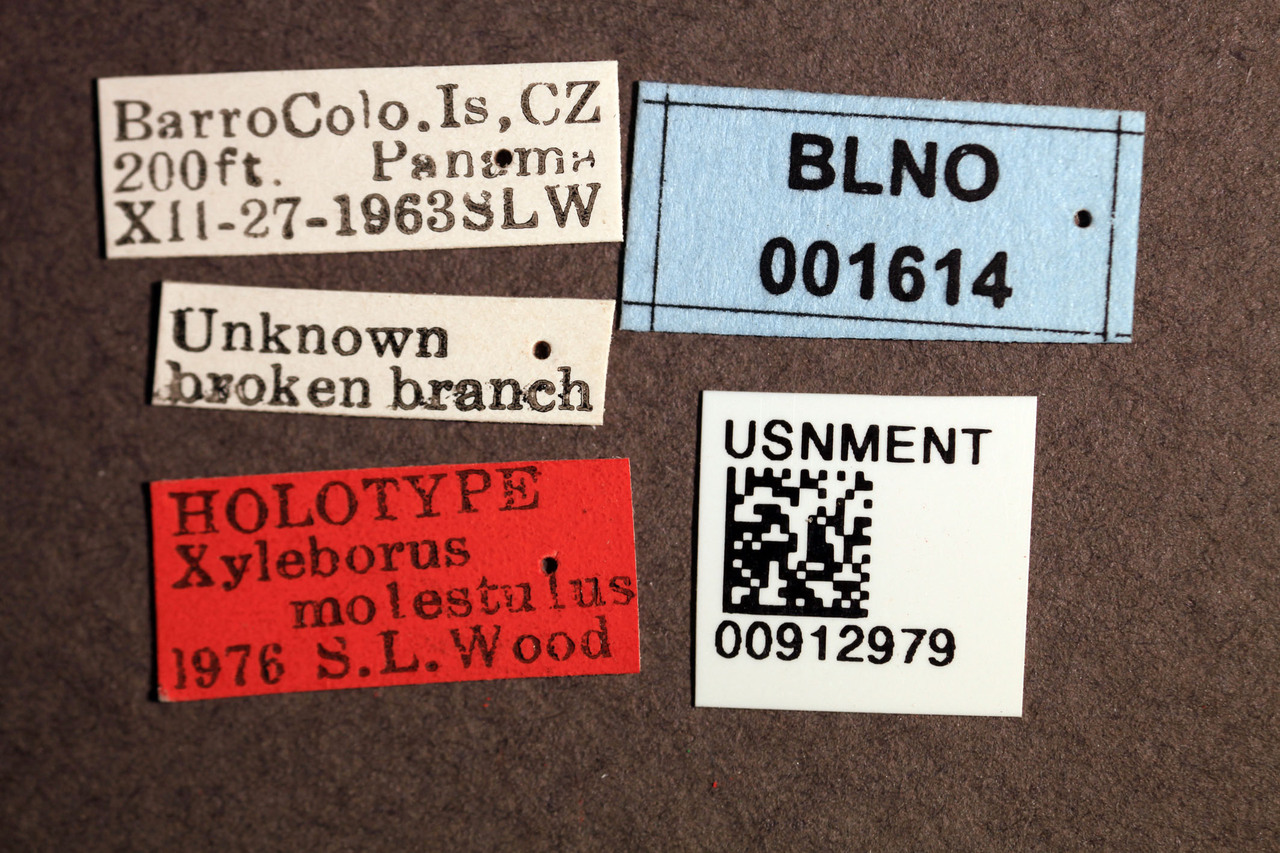 BarroColo.Is,CZ
200ft. Panama
XII-27-1963SLW
Unknown
broken branch
HOLOTYPE
Xyleborus
molestulus
1976 S.L.Wood
BLNO
001614
USNMENT
00912979